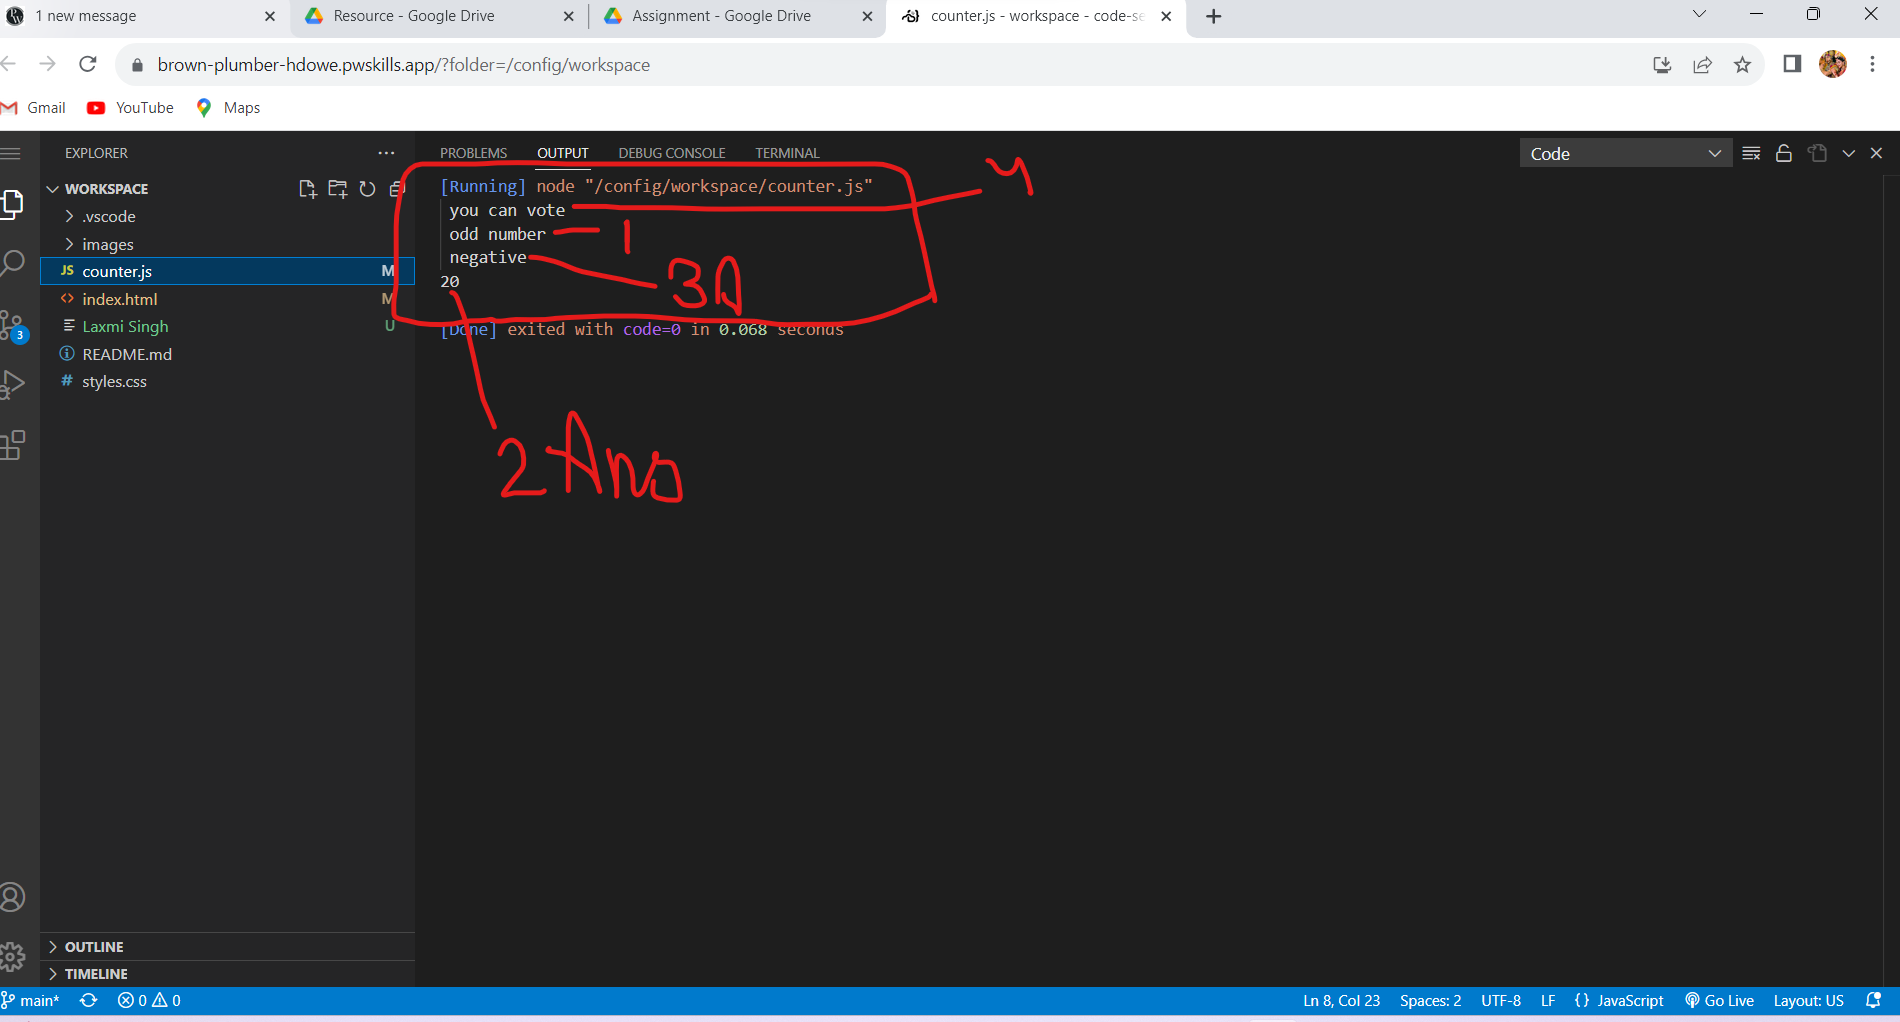 1 new message
Resource - Google Drive
Assignment - Google Drive
counter.js - workspace - code-se
brown-plumber-hdowe.pwskills.app/?folder=/config/workspace
Gmail
YouTube
Maps
EXPLORER
PROBLEMS
OUTPUT
DEBUG CONSOLE
TERMINAL
Code
WORKSPACE
.vscode
images
JS counter.js M
<> index.html M
Laxmi Singh U
README.md
# styles.css
3
[Running] node "/config/workspace/counter.js"
you can vote
odd number
negative
20
[Done] exited with code=0 in 0.068 seconds
4
1
3 A
2 Ans
OUTLINE
TIMELINE
main*
0
0
Ln 8, Col 23
Spaces: 2
UTF-8
LF
{} JavaScript
Go Live
Layout: US